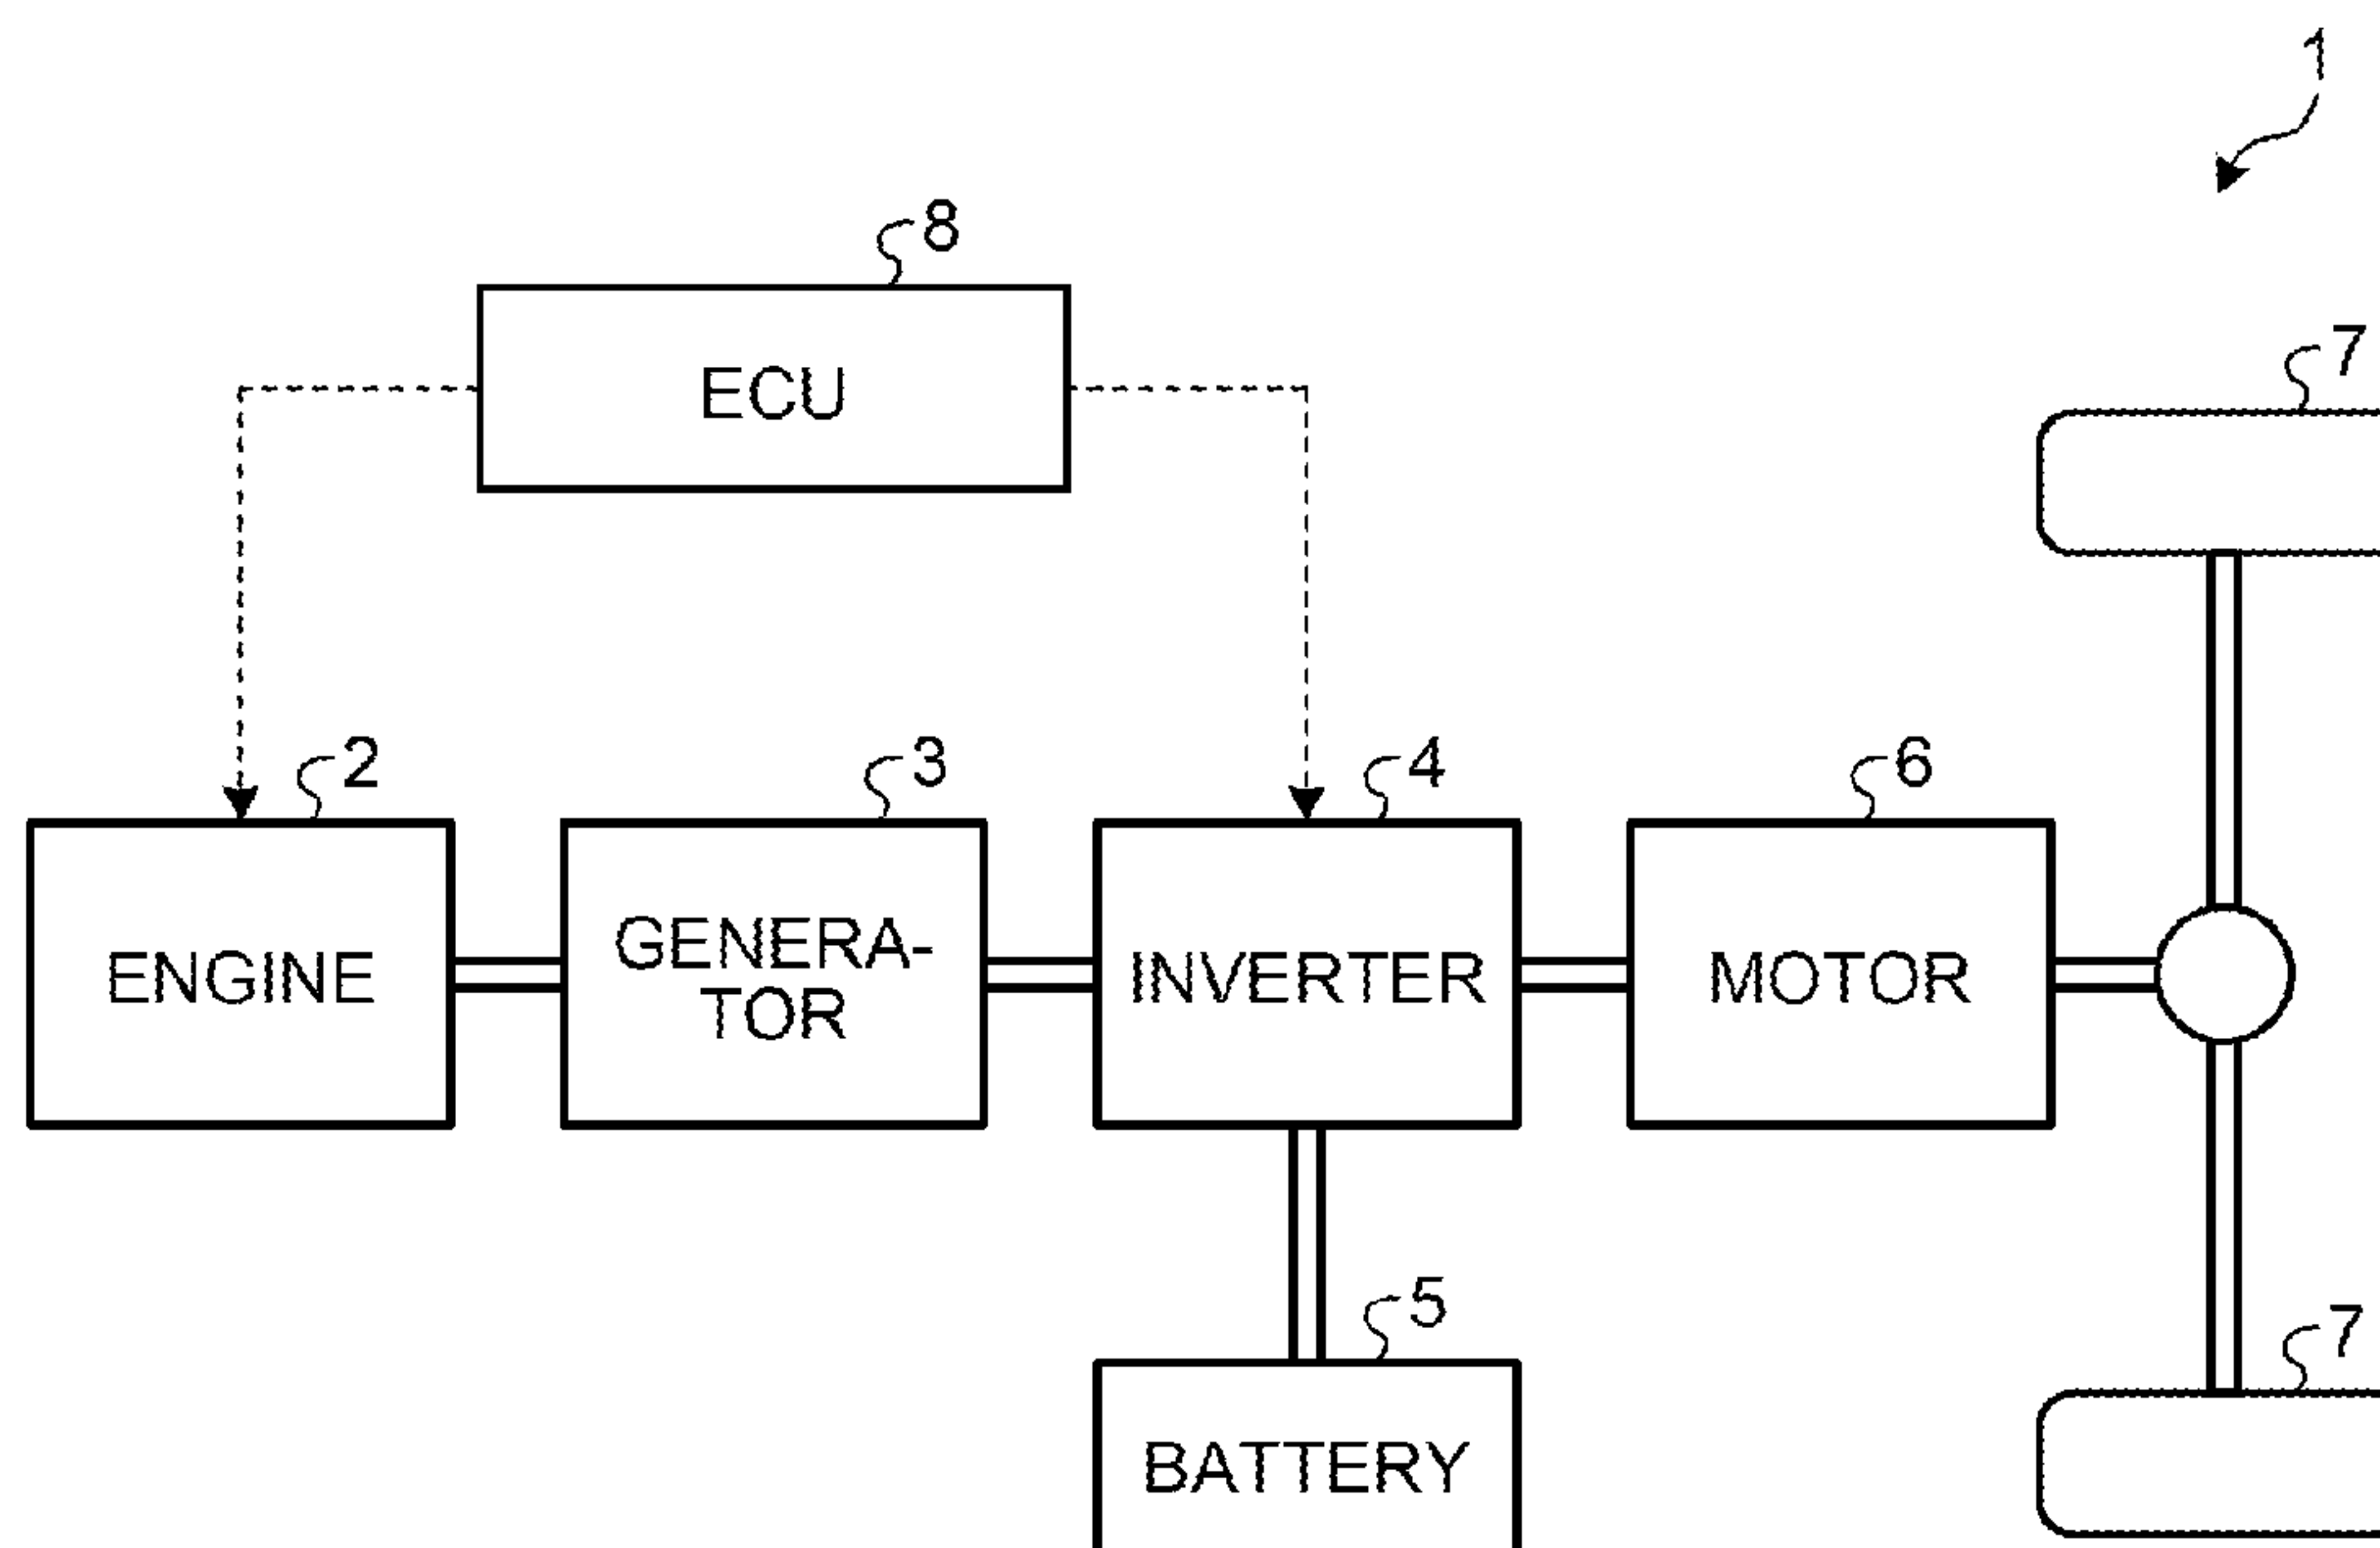 1
8
ECU
7
2
3
4
6
ENGINE
GENERA-
TOR
INVERTER
MOTOR
5
7
BATTERY